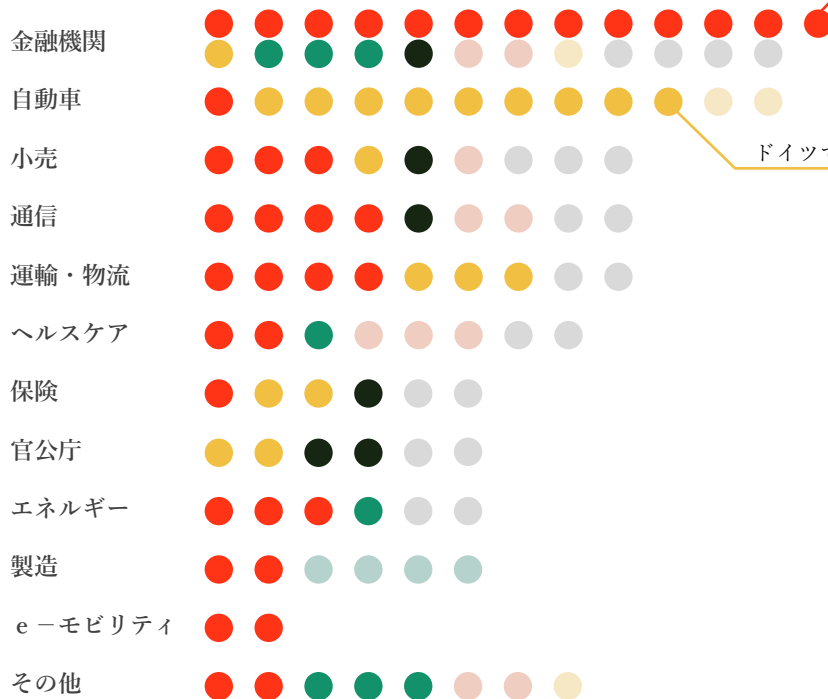 金融機関
自動車
小売
ドイツ
通信
運輸・物流
ヘルスケア
保険
官公庁
エネルギー
製造
e－モビリティ
その他